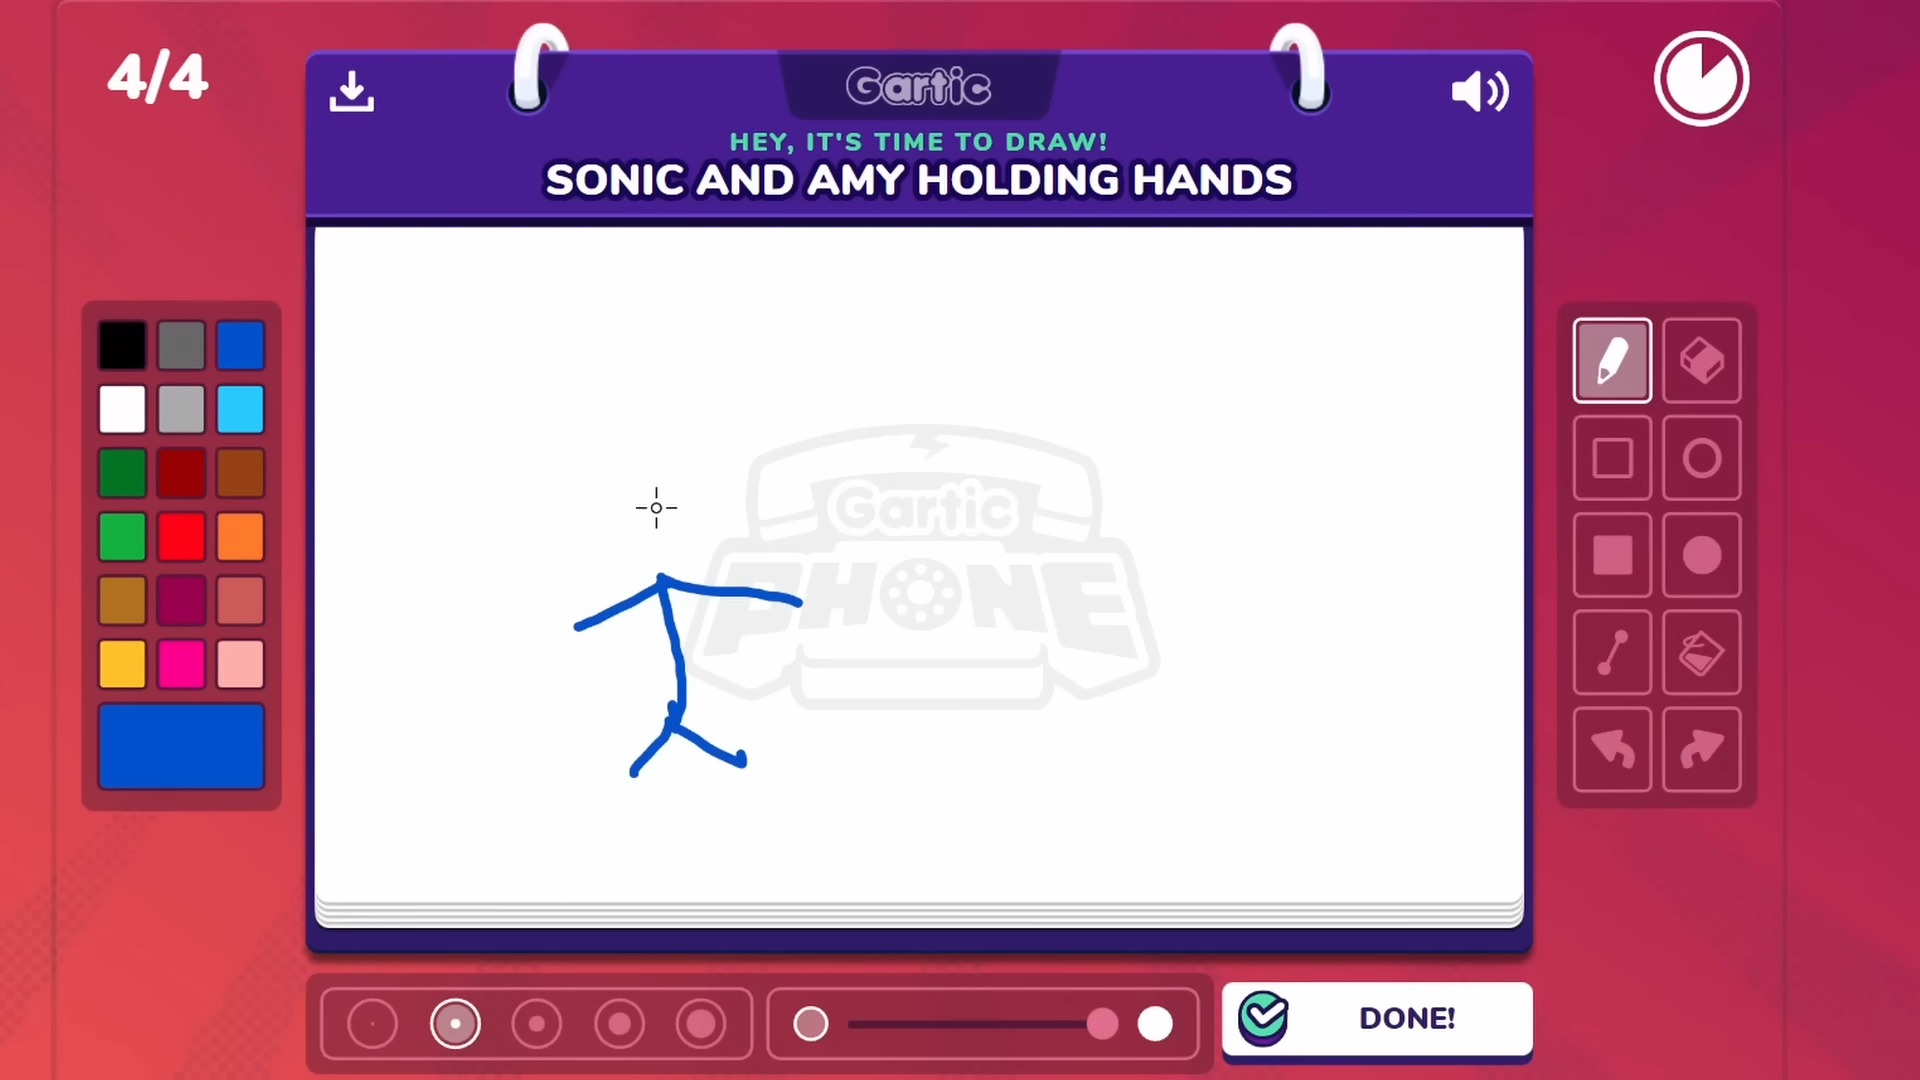 4/4
Gartic
HEY, IT'S TIME TO DRAW!
SONIC AND AMY HOLDING HANDS
Gartic
PHONE
DONE!